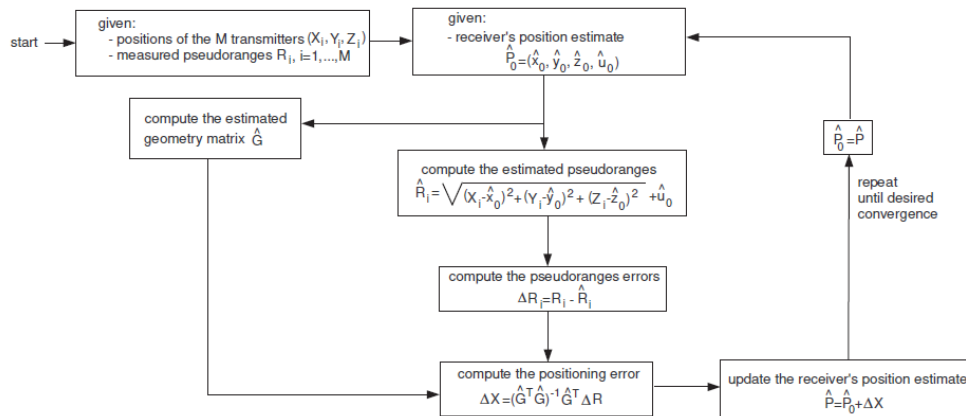 start
given:
- positions of the M transmitters (X_i, Y_i, Z_i)
- measured pseudoranges R_i, i=1,...,M
given:
- receiver's position estimate
P̂_0=(x̂_0, ŷ_0, ẑ_0, û_0)
compute the estimated
geometry matrix Ĝ
compute the estimated pseudoranges
R̂_i=√((X_i-x̂_0)²+(Y_i-ŷ_0)²+(Z_i-ẑ_0)²) +û_0
P̂_0=P̂
repeat
until desired
convergence
compute the pseudoranges errors
ΔR_i=R_i - R̂_i
compute the positioning error
ΔX=(Ĝ^T Ĝ)^-1 Ĝ^T ΔR
update the receiver's position estimate
P̂=P̂_0+ΔX